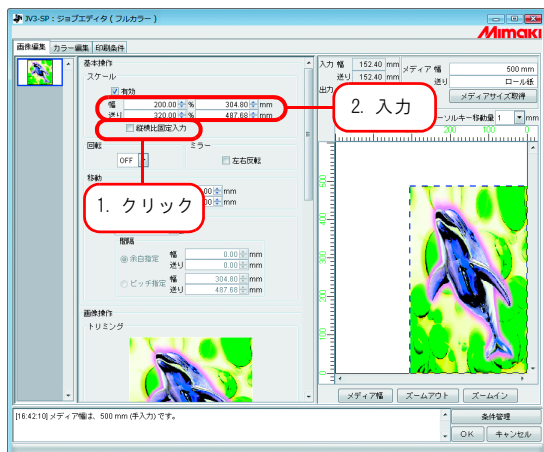 JV3-SP : ジョブエディタ ( フルカラー )
Mimaki
画像編集 カラー編集 印刷条件
基本操作
スケール
有効
幅 200.00 % 304.80 mm
送り 320.00 % 487.68 mm
縦横比固定入力
2. 入力
回転 ミラー
OFF 左右反転
移動
00 mm
00 mm
1. クリック
間隔
余白指定 幅 0.00 mm
送り 0.00 mm
ピッチ指定 幅 304.80 mm
送り 487.68 mm
画像操作
トリミング
入力 幅 152.40 mm
送り 152.40 mm
出力
メディア 幅 500 mm
送り ロール紙
メディアサイズ取得
ーソルキー移動量 1 mm
200 100 0
600
400
300
200
100
0
メディア幅 ズームアウト ズームイン
[16:42:10] メディア幅は、500 mm (手入力) です。
条件管理
OK キャンセル